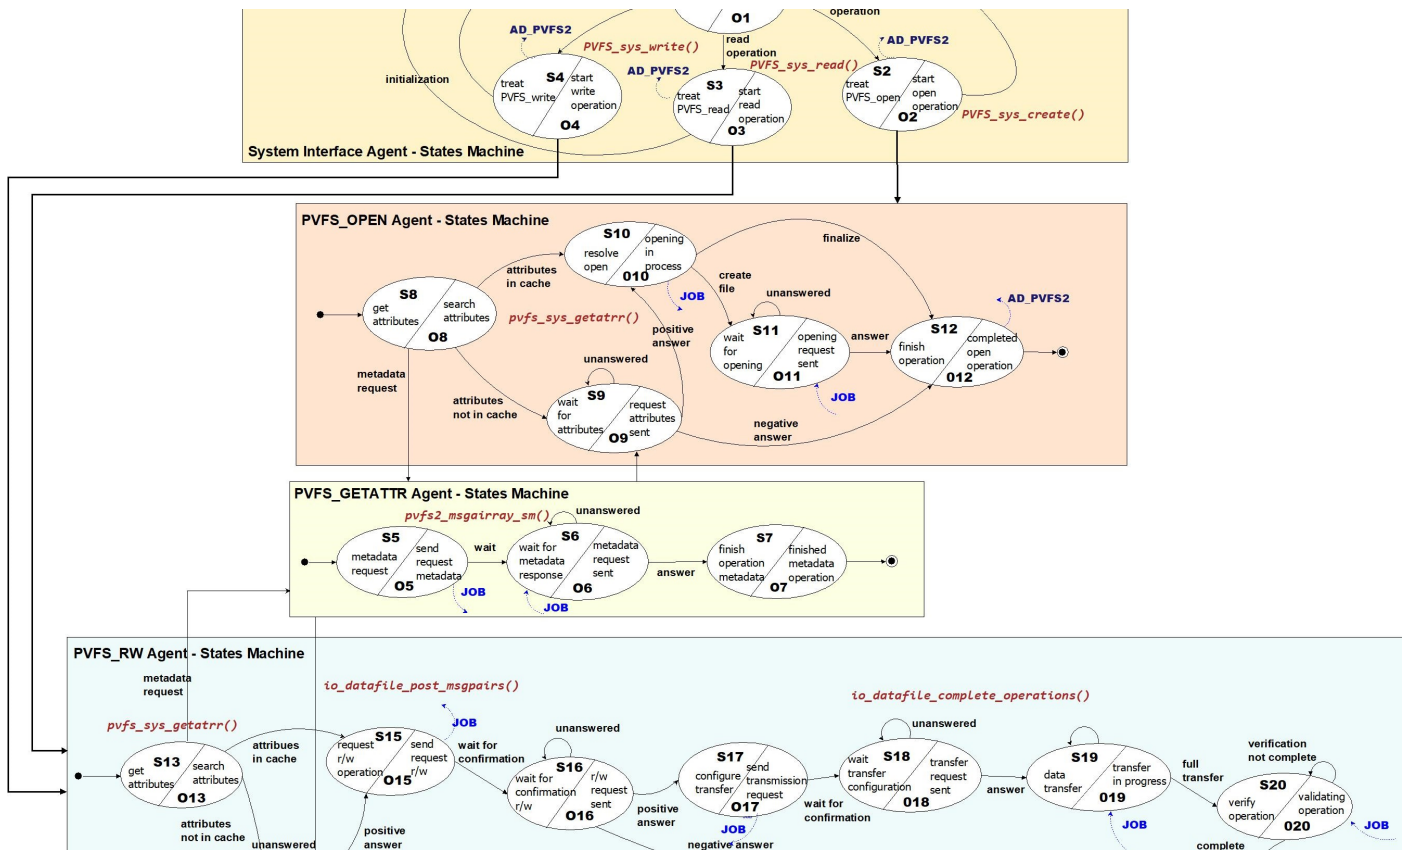 O1
operation
AD_PVFS2
read
operation
AD_PVFS2
PVFS_sys_write()
PVFS_sys_read()
AD_PVFS2
initialization
S4
treat
PVFS_write
start
write
operation
O4
S3
treat
PVFS_read
start
read
operation
O3
S2
treat
PVFS_open
start
open
operation
O2
PVFS_sys_create()
System Interface Agent - States Machine
PVFS_OPEN Agent - States Machine
S10
resolve
open
opening
in
process
010
finalize
attributes
in cache
create
file
JOB
unanswered
AD_PVFS2
S8
get
attributes
search
attributes
O8
pvfs_sys_getatrr()
positive
answer
S11
wait
for
opening
opening
request
sent
O11
answer
S12
finish
operation
completed
open
operation
012
metadata
request
unanswered
attributes
not in cache
S9
wait
for
attributes
request
attributes
sent
O9
JOB
negative
answer
PVFS_GETATTR Agent - States Machine
pvfs2_msgairray_sm()
unanswered
S5
metadata
request
send
request
metadata
O5
wait
S6
wait for
metadata
response
metadata
request
sent
O6
answer
S7
finish
operation
metadata
finished
metadata
operation
O7
JOB
JOB
PVFS_RW Agent - States Machine
metadata
request
io_datafile_post_msgpairs()
io_datafile_complete_operations()
pvfs_sys_getatrr()
JOB
unanswered
unanswered
attribues
in cache
S13
get
attributes
search
attributes
O13
S15
request
r/w
operation
send
request
r/w
O15
wait for
confirmation
S16
wait for
confirmation
r/w
r/w
request
sent
O16
S17
configure
transfer
send
transmission
request
O17
S18
wait
transfer
configuration
transfer
request
sent
018
S19
data
transfer
transfer
in progress
019
verification
not complete
full
transfer
S20
verify
operation
validating
operation
020
answer
wait for
confirmation
positive
answer
attributes
not in cache
unanswered
positive
answer
JOB
negative answer
JOB
JOB
complete